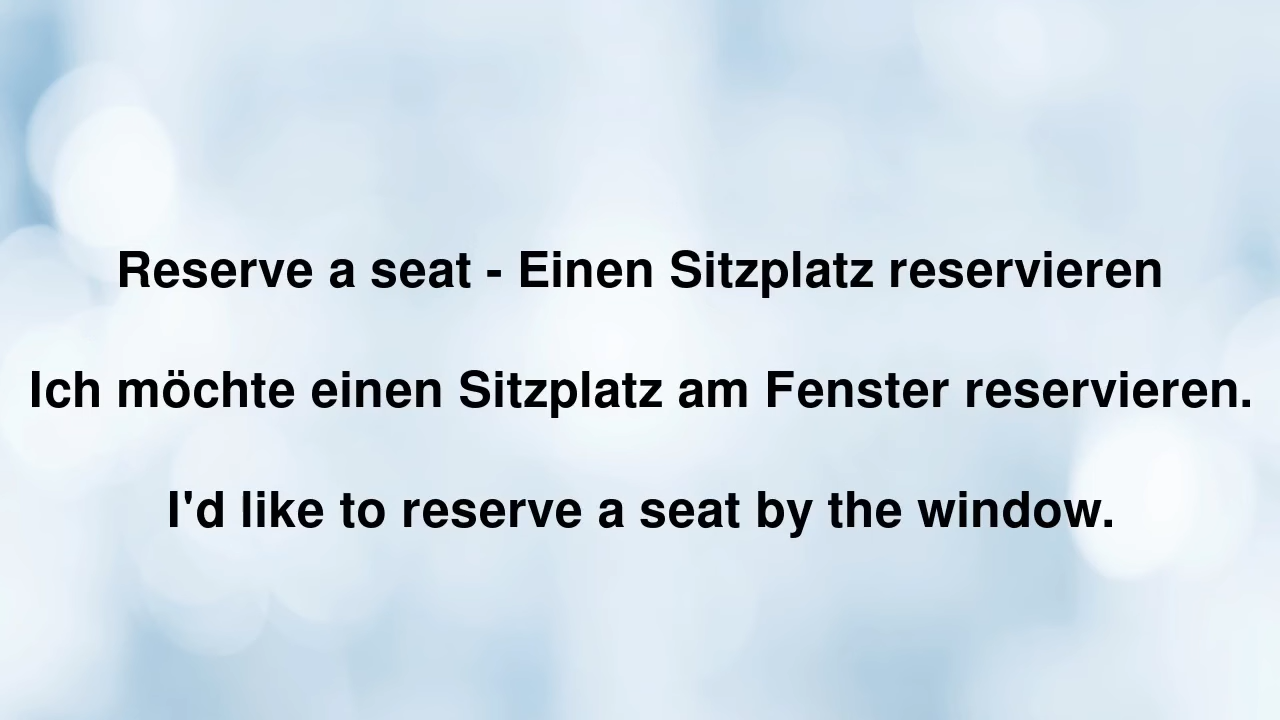 Reserve a seat - Einen Sitzplatz reservieren
Ich möchte einen Sitzplatz am Fenster reservieren.
I'd like to reserve a seat by the window.